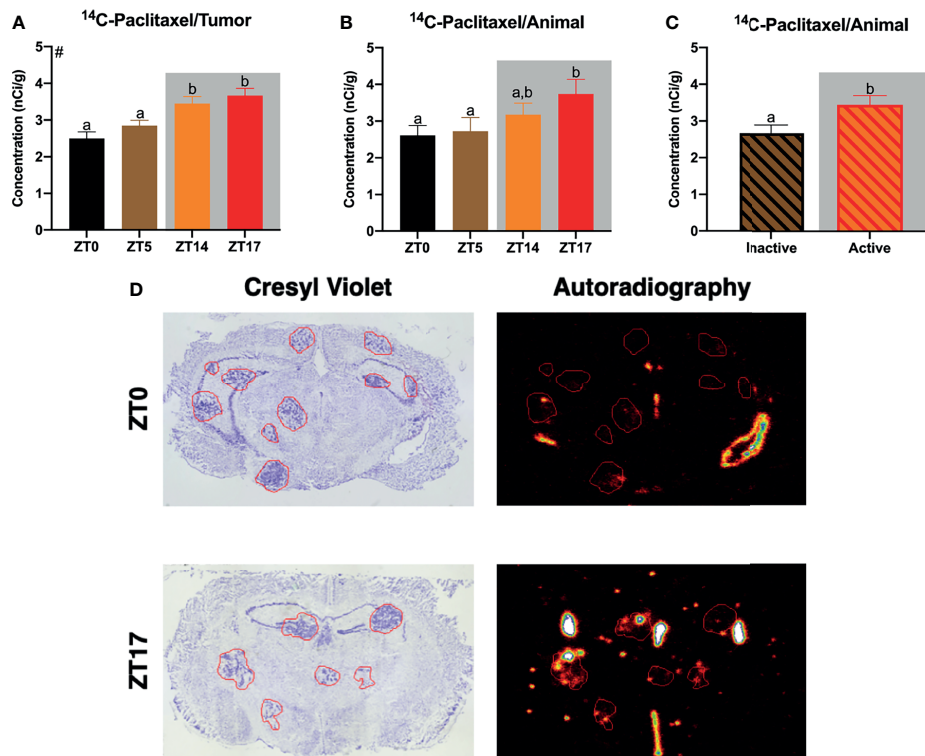 A
¹⁴C-Paclitaxel/Tumor
#
Concentration (nCi/g)
5
4
3
2
1
0
a
a
b
b
ZT0
ZT5
ZT14
ZT17
B
¹⁴C-Paclitaxel/Animal
Concentration (nCi/g)
5
4
3
2
1
0
a
a
a,b
b
ZT0
ZT5
ZT14
ZT17
C
¹⁴C-Paclitaxel/Animal
Concentration (nCi/g)
5
4
3
2
1
0
a
b
Inactive
Active
D
Cresyl Violet
Autoradiography
ZT0
ZT17